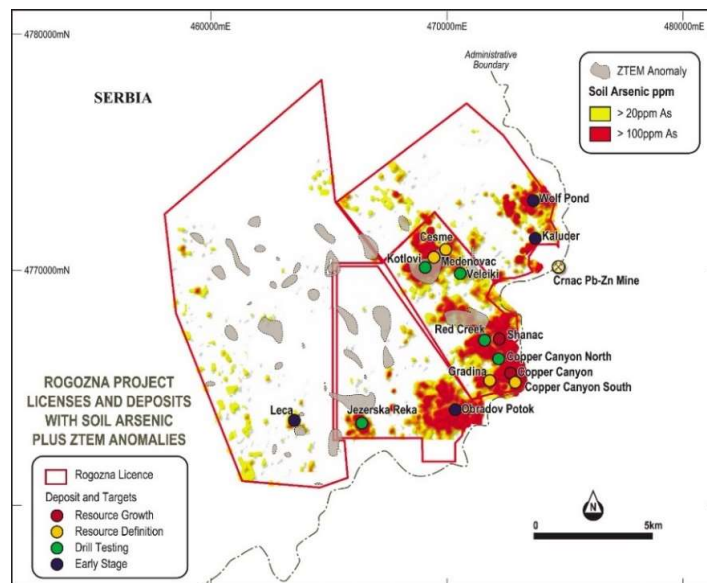 460000mE
470000mE
480000mE
4780000mN
4770000mN
SERBIA
Administrative
Boundary
ZTEM Anomaly
Soil Arsenic ppm
> 20ppm As
> 100ppm As
Wolf Pond
Kaluder
Cesme
Kotlovi
Medenovac
Veleiki
Crnac Pb-Zn Mine
Red Creek
Shanac
Copper Canyon North
Gradina
Copper Canyon
Copper Canyon South
Leca
Jezerska Reka
Obradov Potok
ROGOZNA PROJECT
LICENSES AND DEPOSITS
WITH SOIL ARSENIC
PLUS ZTEM ANOMALIES
Rogozna Licence
Deposit and Targets
Resource Growth
Resource Definition
Drill Testing
Early Stage
N
0
5km